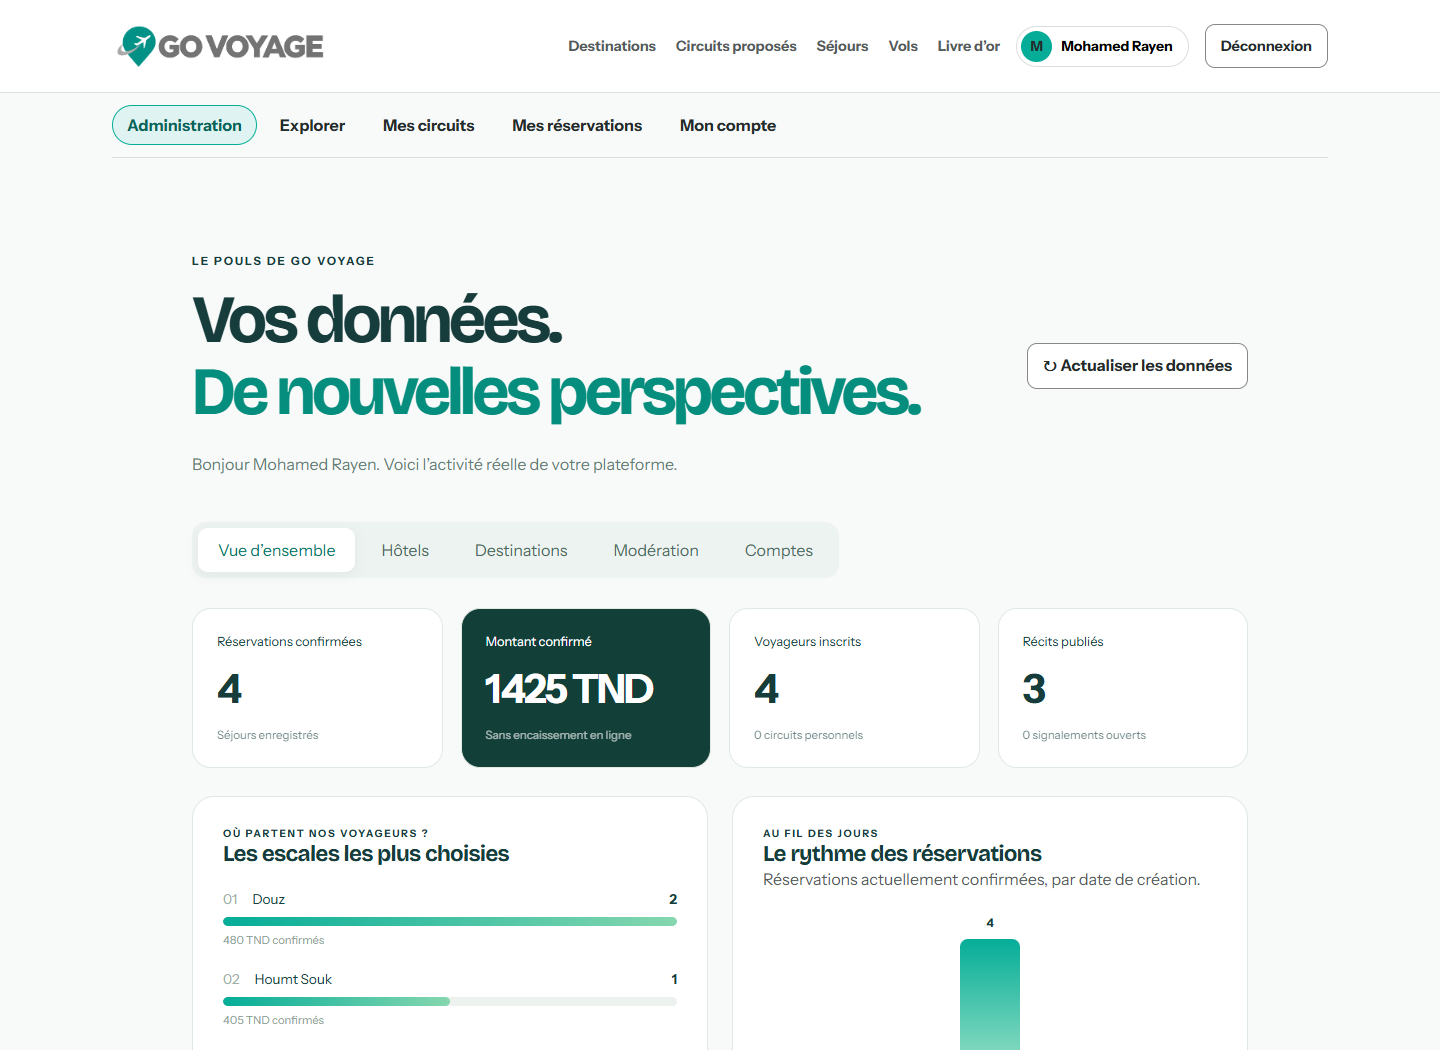 GO VOYAGE
Destinations
Circuits proposés
Séjours
Vols
Livre d’or
M
Mohamed Rayen
Déconnexion
Administration
Explorer
Mes circuits
Mes réservations
Mon compte
LE POULS DE GO VOYAGE
Vos données.
De nouvelles perspectives.
↻ Actualiser les données
Bonjour Mohamed Rayen. Voici l’activité réelle de votre plateforme.
Vue d’ensemble
Hôtels
Destinations
Modération
Comptes
Réservations confirmées
4
Séjours enregistrés
Montant confirmé
1425 TND
Sans encaissement en ligne
Voyageurs inscrits
4
0 circuits personnels
Récits publiés
3
0 signalements ouverts
OÙ PARTENT NOS VOYAGEURS ?
Les escales les plus choisies
01 Douz 2
480 TND confirmés
02 Houmt Souk 1
405 TND confirmés
AU FIL DES JOURS
Le rythme des réservations
Réservations actuellement confirmées, par date de création.
4